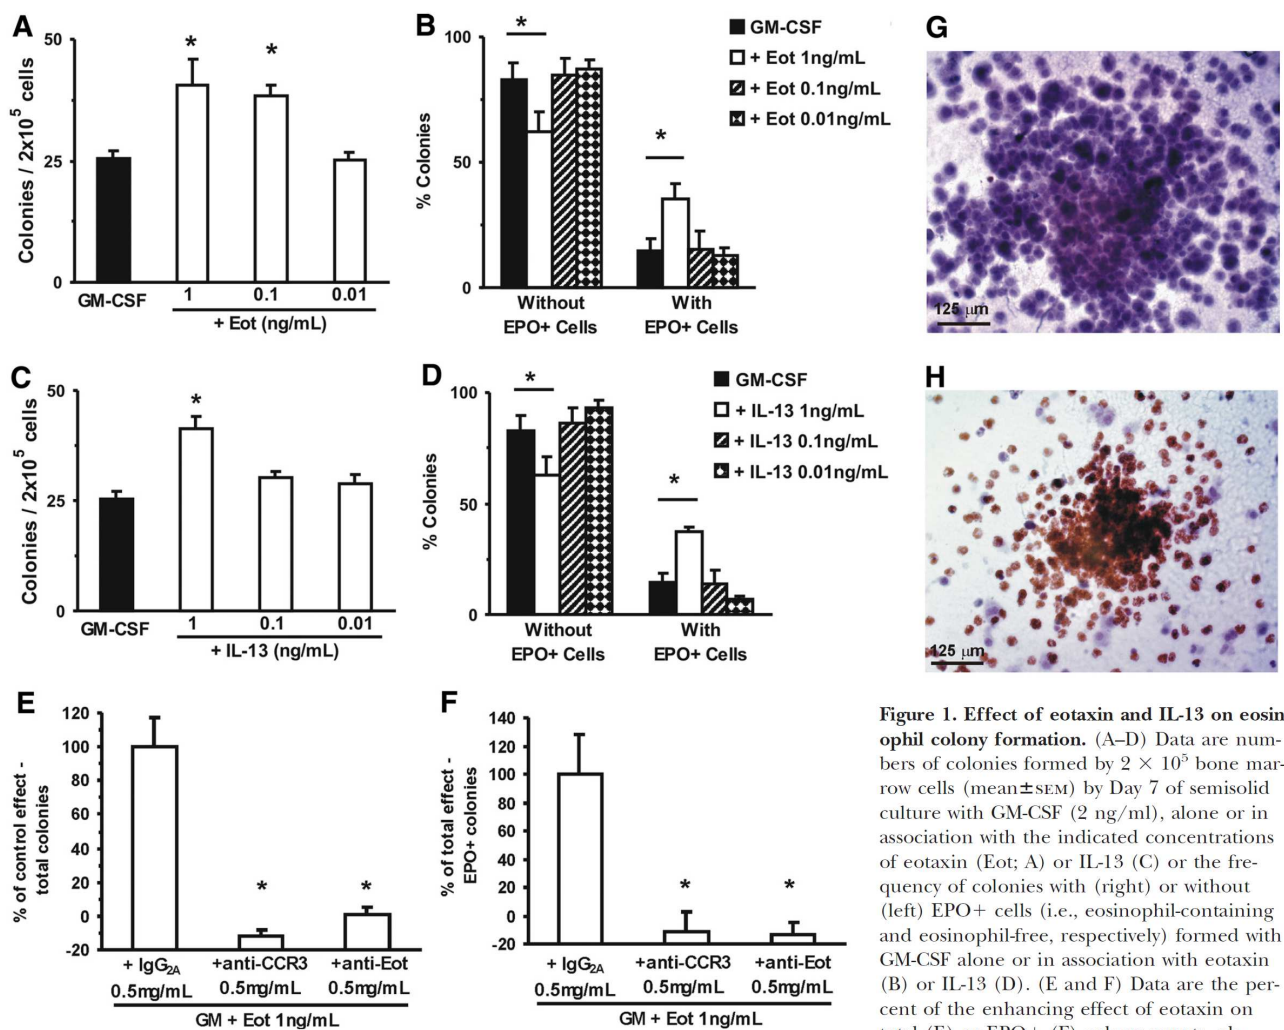 A
50
25
0
Colonies / 2x10⁵ cells
*
*
GM-CSF
1
0.1
0.01
+ Eot (ng/mL)
B
100
50
0
% Colonies
*
*
GM-CSF
+ Eot 1ng/mL
+ Eot 0.1ng/mL
+ Eot 0.01ng/mL
Without
EPO+ Cells
With
EPO+ Cells
G
125 µm
C
50
25
0
Colonies / 2x10⁵ cells
*
GM-CSF
1
0.1
0.01
+ IL-13 (ng/mL)
D
100
50
0
% Colonies
*
*
GM-CSF
+ IL-13 1ng/mL
+ IL-13 0.1ng/mL
+ IL-13 0.01ng/mL
Without
EPO+ Cells
With
EPO+ Cells
H
125 µm
E
120
100
80
60
40
20
0
-20
% of control effect -
total colonies
*
*
+ IgG₂A
0.5mg/mL
+anti-CCR3
0.5mg/mL
+anti-Eot
0.5mg/mL
GM + Eot 1ng/mL
F
140
120
100
80
60
40
20
0
-20
% of total effect -
EPO+ colonies
*
*
+ IgG₂A
0.5mg/mL
+anti-CCR3
0.5mg/mL
+anti-Eot
0.5mg/mL
GM + Eot 1ng/mL
Figure 1. Effect of eotaxin and IL-13 on eosin
ophil colony formation. (A–D) Data are num-
bers of colonies formed by 2 × 10⁵ bone mar-
row cells (mean±SEM) by Day 7 of semisolid
culture with GM-CSF (2 ng/ml), alone or in
association with the indicated concentrations
of eotaxin (Eot; A) or IL-13 (C) or the fre-
quency of colonies with (right) or without
(left) EPO+ cells (i.e., eosinophil-containing
and eosinophil-free, respectively) formed with
GM-CSF alone or in association with eotaxin
(B) or IL-13 (D). (E and F) Data are the per-
cent of the enhancing effect of eotaxin on